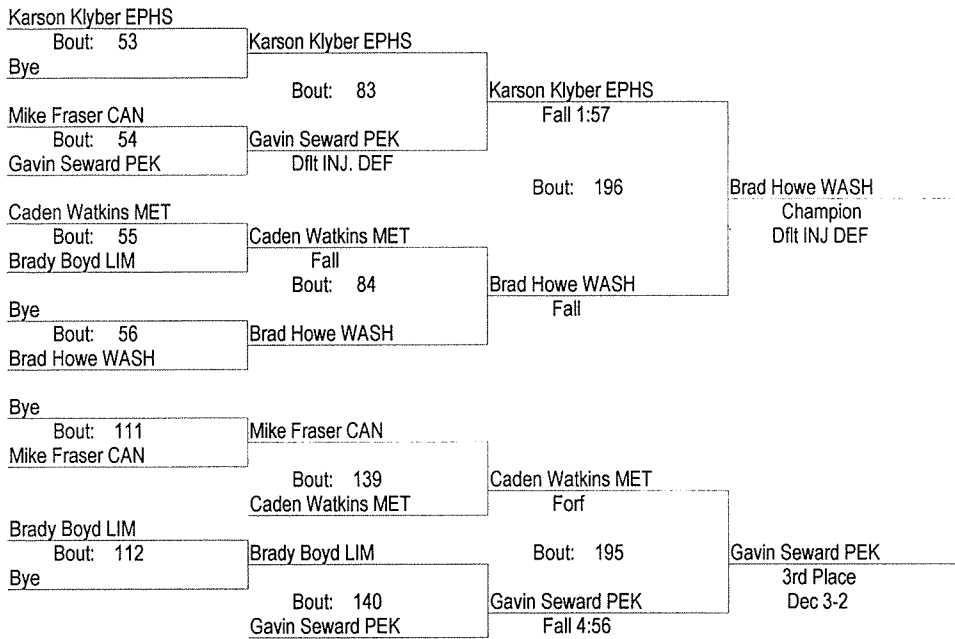 Karson Klyber EPHS
Bout: 53
Karson Klyber EPHS
Bye
Bout: 83
Karson Klyber EPHS
Mike Fraser CAN
Fall 1:57
Bout: 54
Gavin Seward PEK
Gavin Seward PEK
Dflt INJ. DEF
Bout: 196
Brad Howe WASH
Caden Watkins MET
Champion
Bout: 55
Caden Watkins MET
Dflt INJ DEF
Brady Boyd LIM
Fall
Bout: 84
Brad Howe WASH
Bye
Fall
Bout: 56
Brad Howe WASH
Brad Howe WASH
Bye
Bout: 111
Mike Fraser CAN
Mike Fraser CAN
Bout: 139
Caden Watkins MET
Caden Watkins MET
Forf
Brady Boyd LIM
Bout: 112
Brady Boyd LIM
Bout: 195
Gavin Seward PEK
Bye
3rd Place
Bout: 140
Gavin Seward PEK
Dec 3-2
Gavin Seward PEK
Fall 4:56